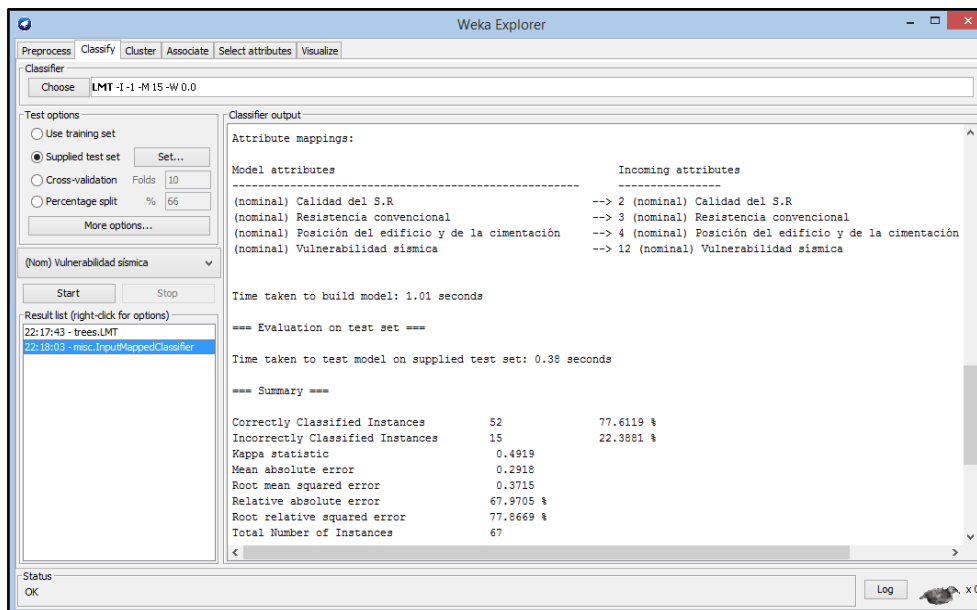 Weka Explorer
Preprocess Classify Cluster Associate Select attributes Visualize
Classifier
Choose LMT -I -1 -M 15 -W 0.0
Test options
Use training set
Supplied test set Set...
Cross-validation Folds 10
Percentage split % 66
More options...
(Nom) Vulnerabilidad sísmica
Start Stop
Result list (right-click for options)
22:17:43 - trees.LMT
22:18:03 - misc.InputMappedClassifier
Classifier output
Attribute mappings:
Model attributes Incoming attributes
------------------------------------------------------ ----------------
(nominal) Calidad del S.R --> 2 (nominal) Calidad del S.R
(nominal) Resistencia convencional --> 3 (nominal) Resistencia convencional
(nominal) Posición del edificio y de la cimentación --> 4 (nominal) Posición del edificio y de la cimentación
(nominal) Vulnerabilidad sísmica --> 12 (nominal) Vulnerabilidad sísmica
Time taken to build model: 1.01 seconds
=== Evaluation on test set ===
Time taken to test model on supplied test set: 0.38 seconds
=== Summary ===
Correctly Classified Instances 52 77.6119 %
Incorrectly Classified Instances 15 22.3881 %
Kappa statistic 0.4919
Mean absolute error 0.2918
Root mean squared error 0.3715
Relative absolute error 67.9705 %
Root relative squared error 77.8669 %
Total Number of Instances 67
Status
OK
Log
x 0